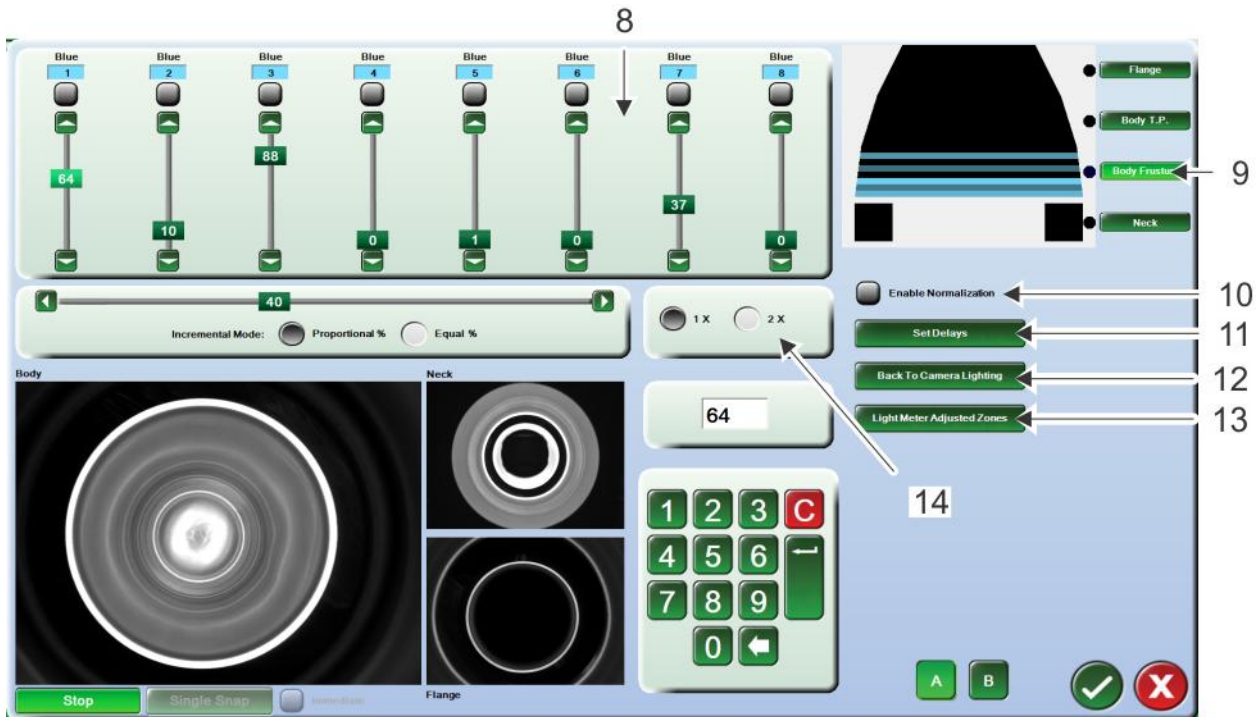 8
Blue Blue Blue Blue Blue Blue Blue Blue
1 2 3 4 5 6 7 8
64 10 88 0 1 0 37 0
Flange
Body T.P.
Body Frustu
9
Neck
40
Incremental Mode: Proportional % Equal %
1 X 2 X
Enable Normalization
10
Set Delays
11
Back To Camera Lighting
12
Light Meter Adjusted Zones
13
14
Body
Neck
64
1 2 3 C
4 5 6
7 8 9
0
Stop
Single Snap
Flange
A B
X